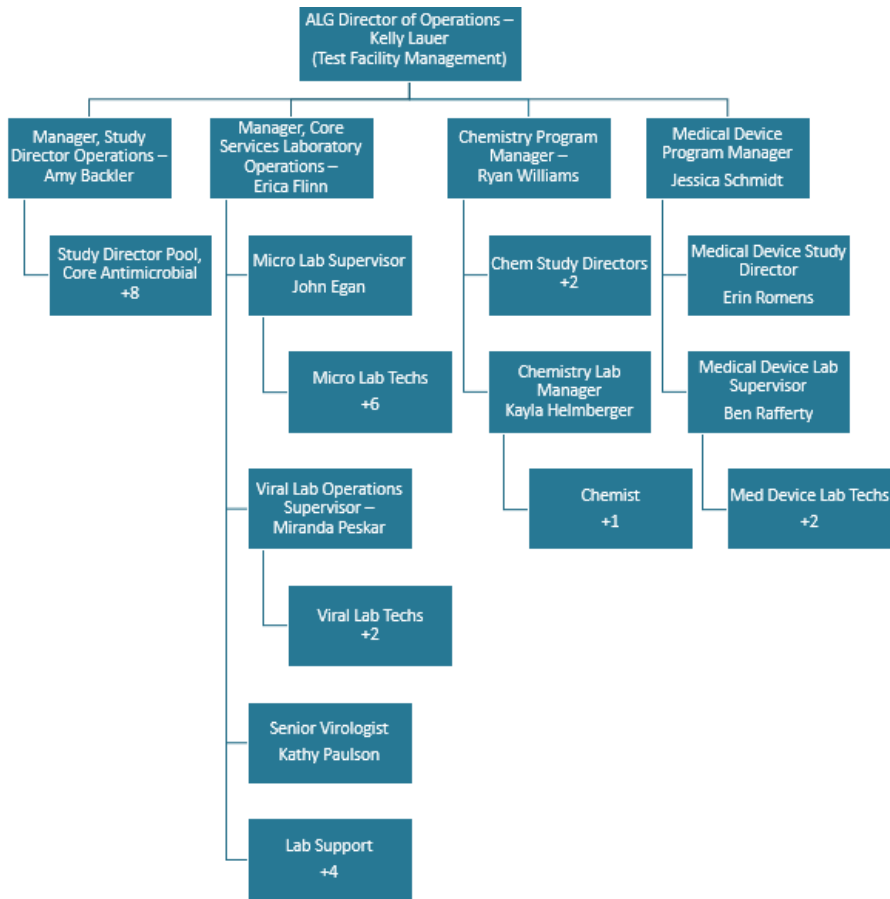 ALG Director of Operations –
Kelly Lauer
(Test Facility Management)
Manager, Study
Director Operations –
Amy Backler
Study Director Pool,
Core Antimicrobial
+8
Manager, Core
Services Laboratory
Operations –
Erica Flinn
Micro Lab Supervisor
John Egan
Micro Lab Techs
+6
Viral Lab Operations
Supervisor –
Miranda Peskar
Viral Lab Techs
+2
Senior Virologist
Kathy Paulson
Lab Support
+4
Chemistry Program
Manager –
Ryan Williams
Chem Study Directors
+2
Chemistry Lab
Manager
Kayla Helmberger
Chemist
+1
Medical Device
Program Manager
Jessica Schmidt
Medical Device Study
Director
Erin Romens
Medical Device Lab
Supervisor
Ben Rafferty
Med Device Lab Techs
+2